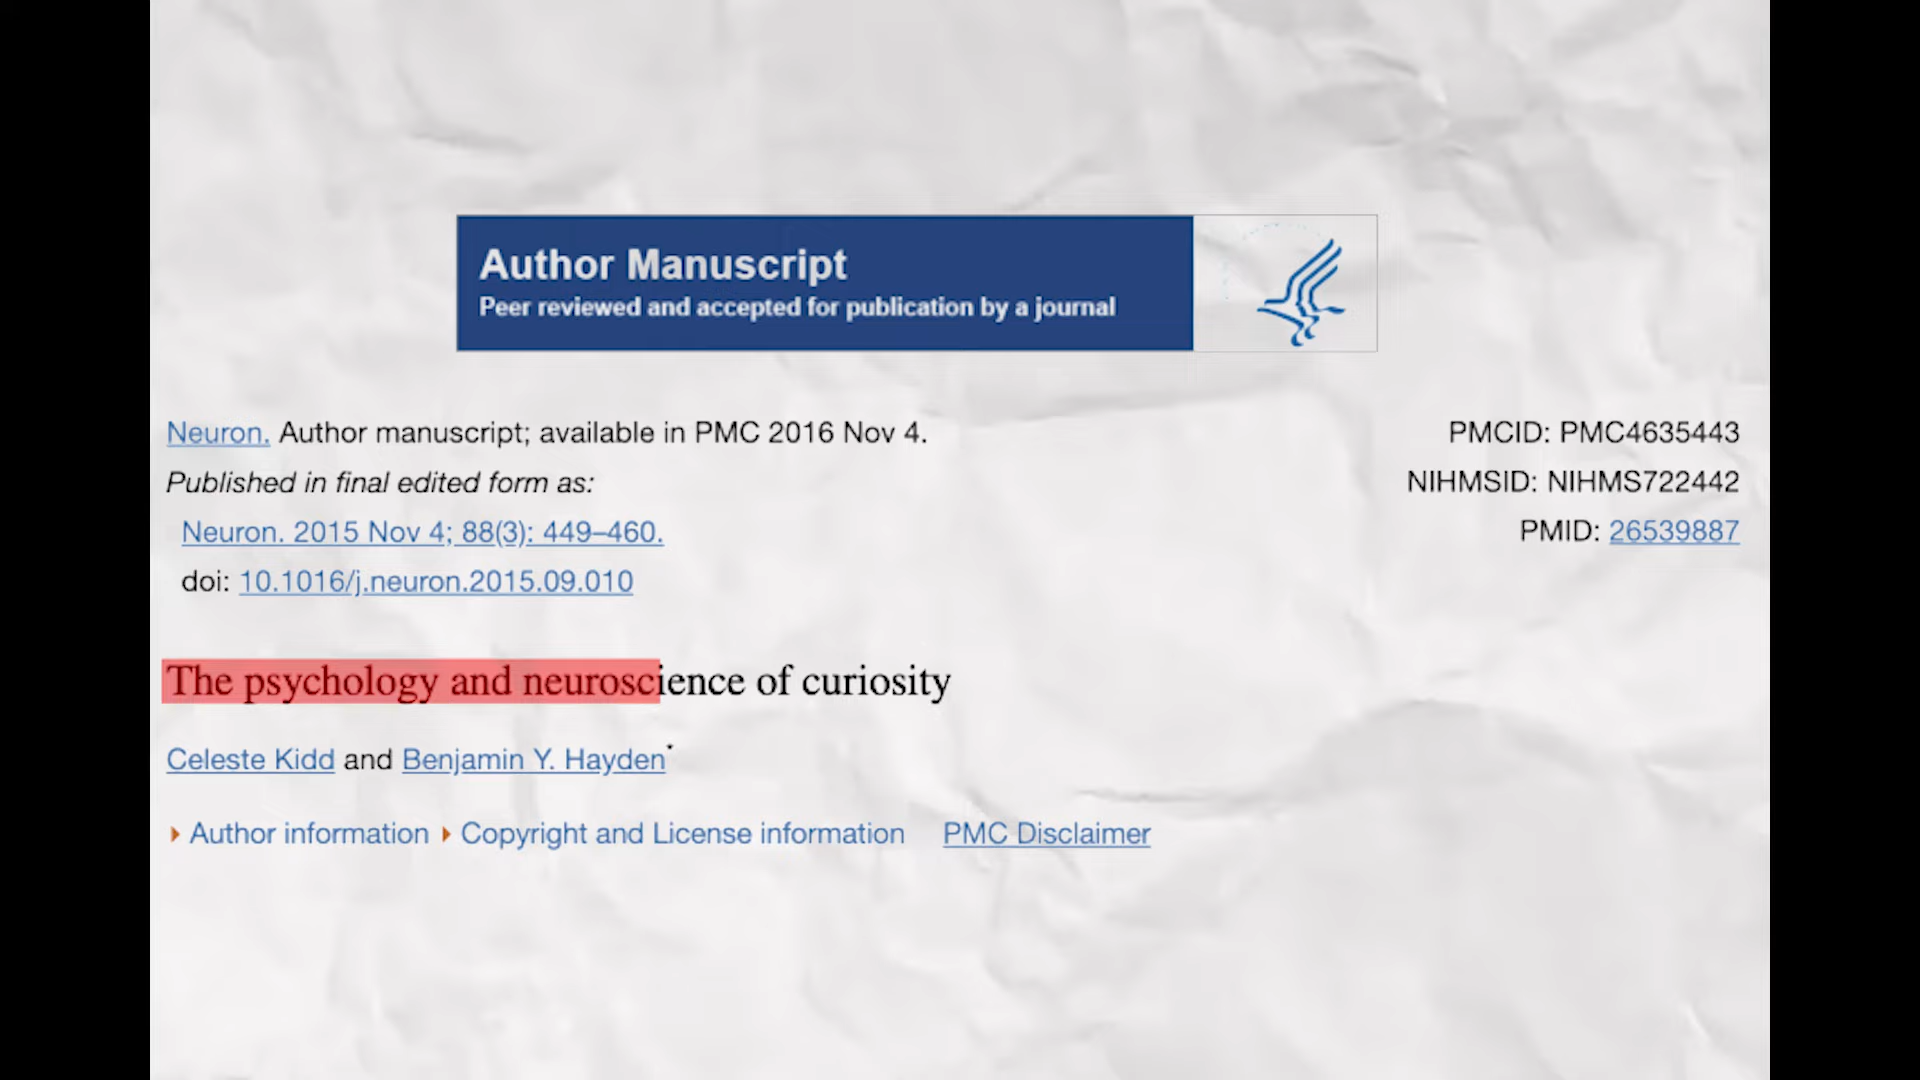 Author Manuscript
Peer reviewed and accepted for publication by a journal
Neuron. Author manuscript; available in PMC 2016 Nov 4.
Published in final edited form as:
Neuron. 2015 Nov 4; 88(3): 449–460.
doi: 10.1016/j.neuron.2015.09.010
PMCID: PMC4635443
NIHMSID: NIHMS722442
PMID: 26539887
The psychology and neuroscience of curiosity
Celeste Kidd and Benjamin Y. Hayden*
Author information Copyright and License information PMC Disclaimer